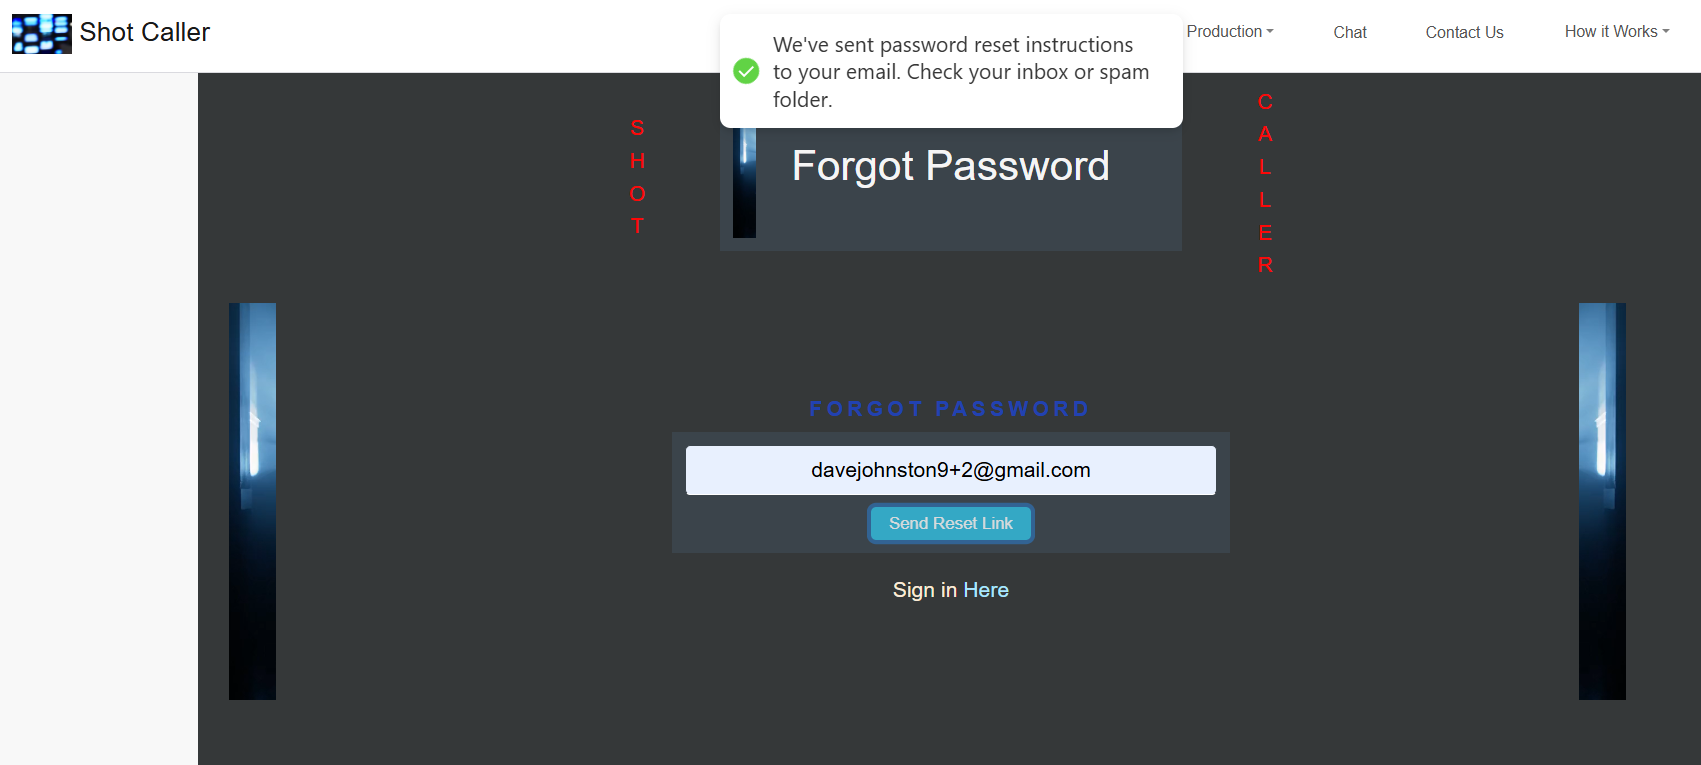 Shot Caller
Production
Chat
Contact Us
How it Works
We've sent password reset instructions
to your email. Check your inbox or spam
folder.
S
H
O
T
Forgot Password
C
A
L
L
E
R
FORGOT PASSWORD
davejohnston9+2@gmail.com
Send Reset Link
Sign in Here